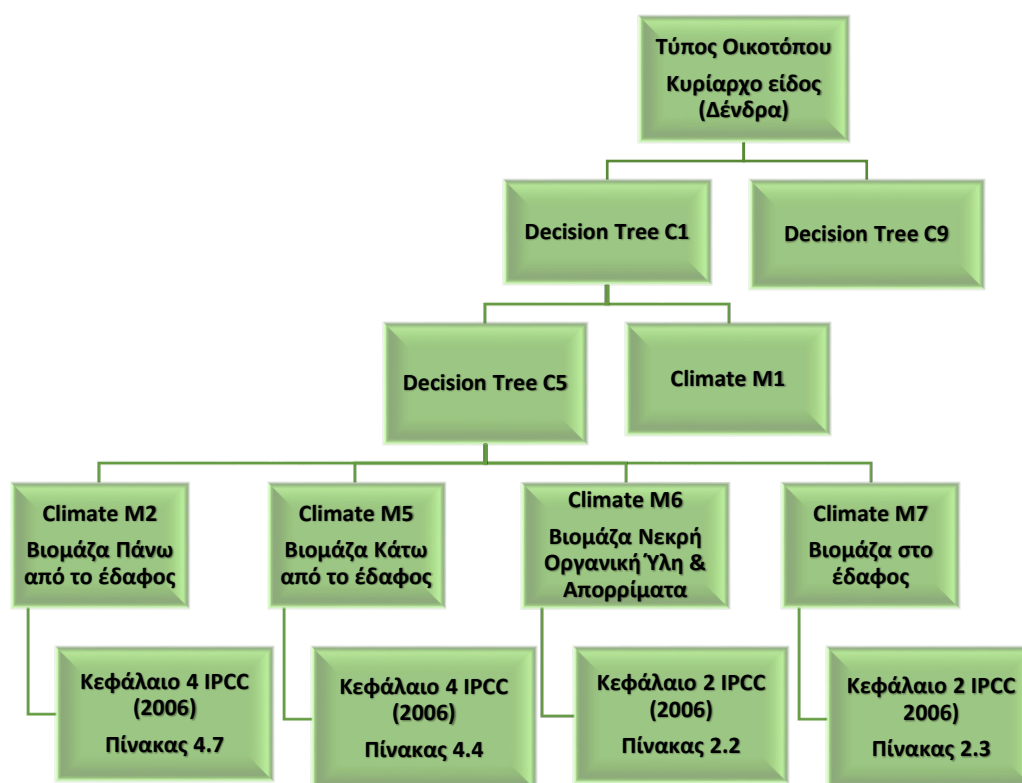 Τύπος Οικοτόπου
Κυρίαρχο είδος
(Δένδρα)
Decision Tree C1
Decision Tree C9
Decision Tree C5
Climate M1
Climate M2
Βιομάζα Πάνω
από το έδαφος
Climate M5
Βιομάζα Κάτω
από το έδαφος
Climate M6
Βιομάζα Νεκρή
Οργανική Ύλη &
Απορρίματα
Climate M7
Βιομάζα στο
έδαφος
Κεφάλαιο 4 IPCC
(2006)
Πίνακας 4.7
Κεφάλαιο 4 IPCC
(2006)
Πίνακας 4.4
Κεφάλαιο 2 IPCC
(2006)
Πίνακας 2.2
Κεφάλαιο 2 IPCC
2006)
Πίνακας 2.3